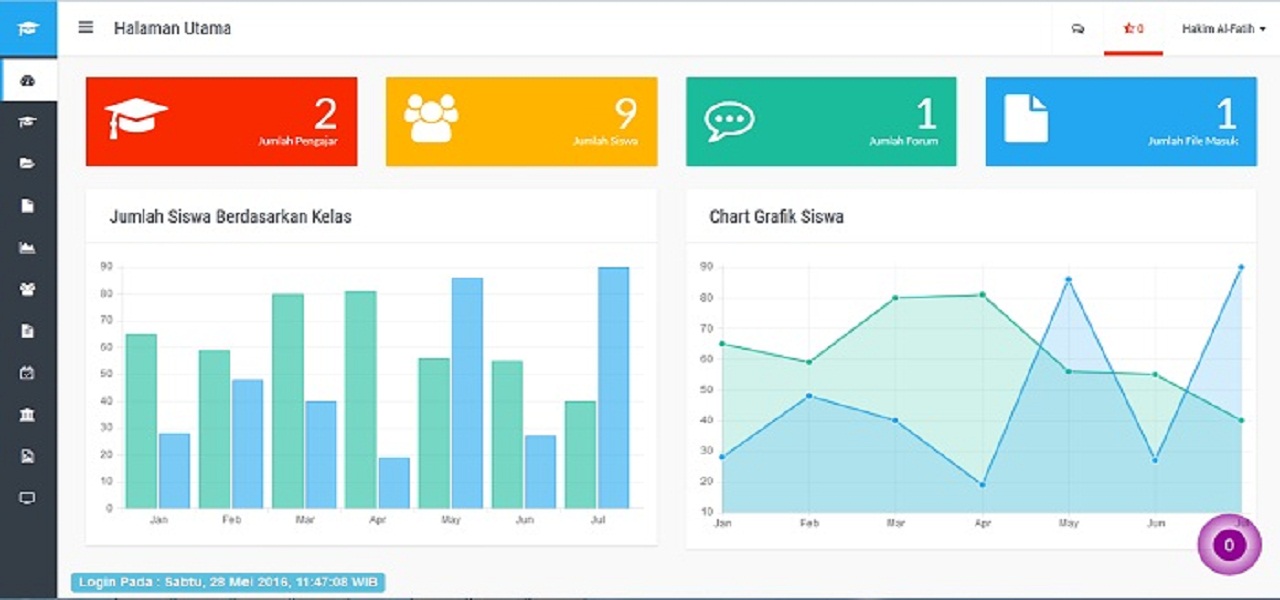 Halaman Utama
0
Hakim Al-Fatih
2
Jumlah Pengajar
9
Jumlah Siswa
1
Jumlah Forum
1
Jumlah File Masuk
Jumlah Siswa Berdasarkan Kelas
90
80
70
60
50
40
30
20
10
0
Jan Feb Mar Apr May Jun Jul
Chart Grafik Siswa
90
80
70
60
50
40
30
20
10
Jan Feb Mar Apr May Jun Jul
0
Login Pada : Sabtu, 28 Mei 2016, 11:47:08 WIB